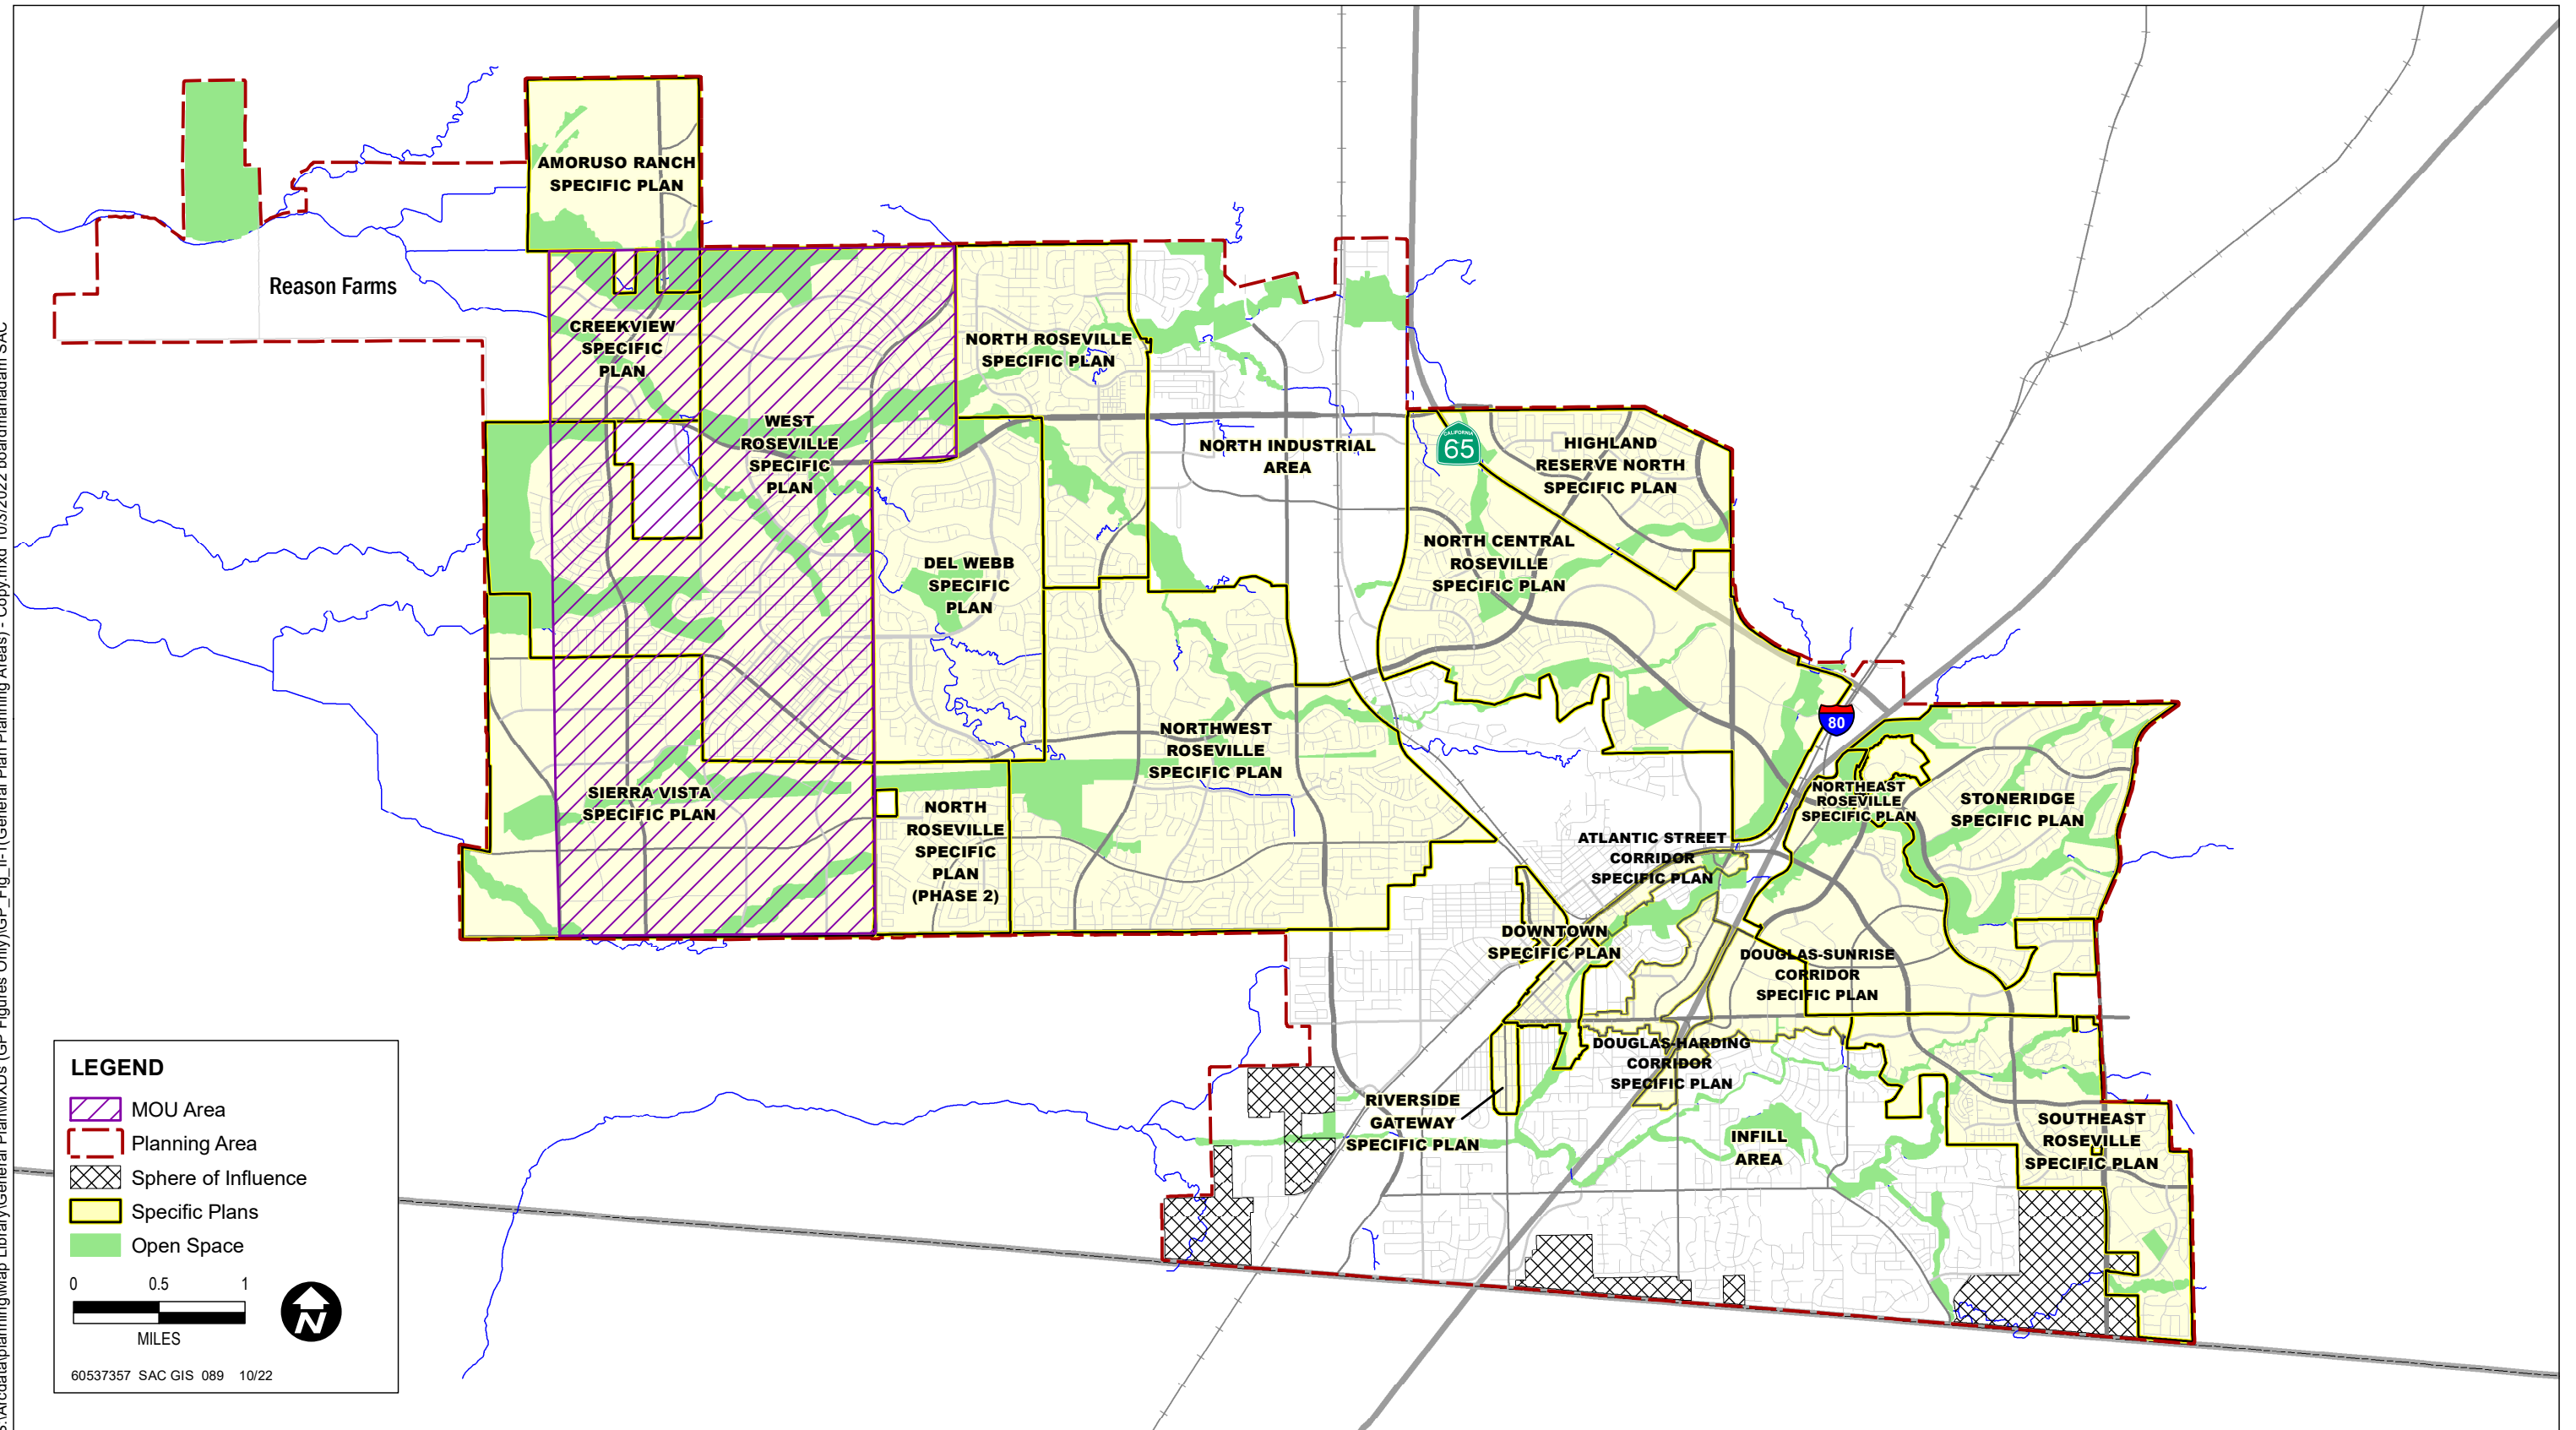 AMORUSO RANCH
SPECIFIC PLAN
Reason Farms
CREEKVIEW
SPECIFIC
PLAN
NORTH ROSEVILLE
SPECIFIC PLAN
WEST
ROSEVILLE
SPECIFIC
PLAN
NORTH INDUSTRIAL
AREA
CALIFORNIA
65
HIGHLAND
RESERVE NORTH
SPECIFIC PLAN
DEL WEBB
SPECIFIC
PLAN
NORTH CENTRAL
ROSEVILLE
SPECIFIC PLAN
80
NORTHWEST
ROSEVILLE
SPECIFIC PLAN
SIERRA VISTA
SPECIFIC PLAN
NORTH
ROSEVILLE
SPECIFIC
PLAN
(PHASE 2)
NORTHEAST
ROSEVILLE
SPECIFIC PLAN
STONERIDGE
SPECIFIC PLAN
ATLANTIC STREET
CORRIDOR
SPECIFIC PLAN
DOWNTOWN
SPECIFIC PLAN
DOUGLAS-SUNRISE
CORRIDOR
SPECIFIC PLAN
DOUGLAS-HARDING
CORRIDOR
SPECIFIC PLAN
RIVERSIDE
GATEWAY
SPECIFIC PLAN
INFILL
AREA
SOUTHEAST
ROSEVILLE
SPECIFIC PLAN
LEGEND
MOU Area
Planning Area
Sphere of Influence
Specific Plans
Open Space
0 0.5 1
MILES
N
60537357 SAC GIS 089 10/22